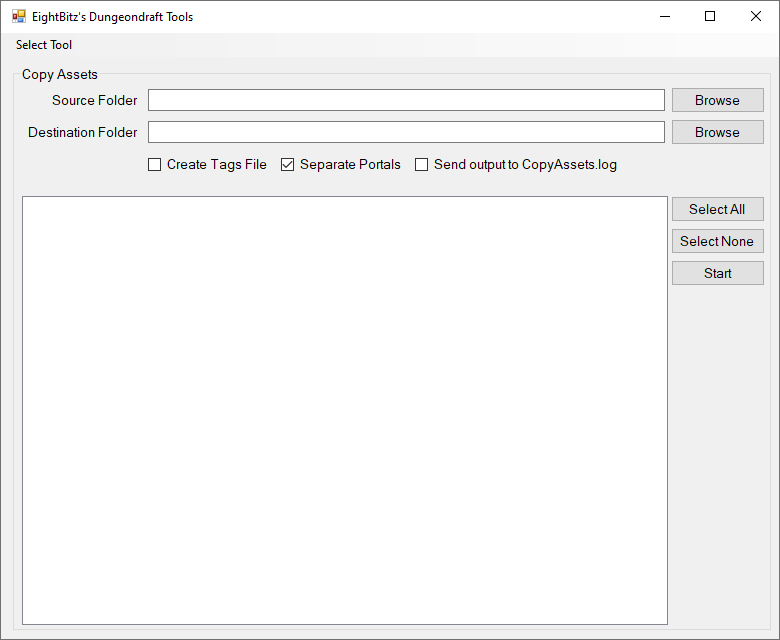 EightBitz's Dungeondraft Tools
Select Tool
Copy Assets
Source Folder Browse
Destination Folder Browse
Create Tags File Separate Portals Send output to CopyAssets.log
Select All
Select None
Start